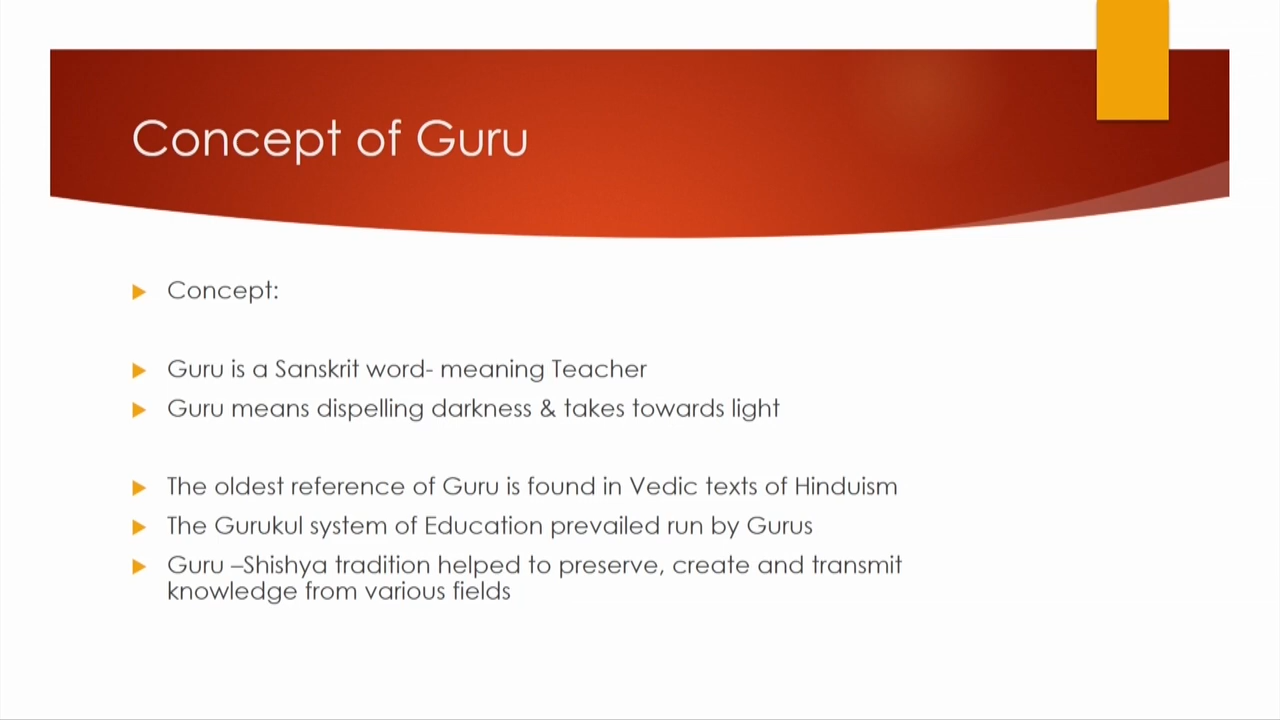 Concept of Guru
Concept:
Guru is a Sanskrit word- meaning Teacher
Guru means dispelling darkness & takes towards light
The oldest reference of Guru is found in Vedic texts of Hinduism
The Gurukul system of Education prevailed run by Gurus
Guru –Shishya tradition helped to preserve, create and transmit
knowledge from various fields